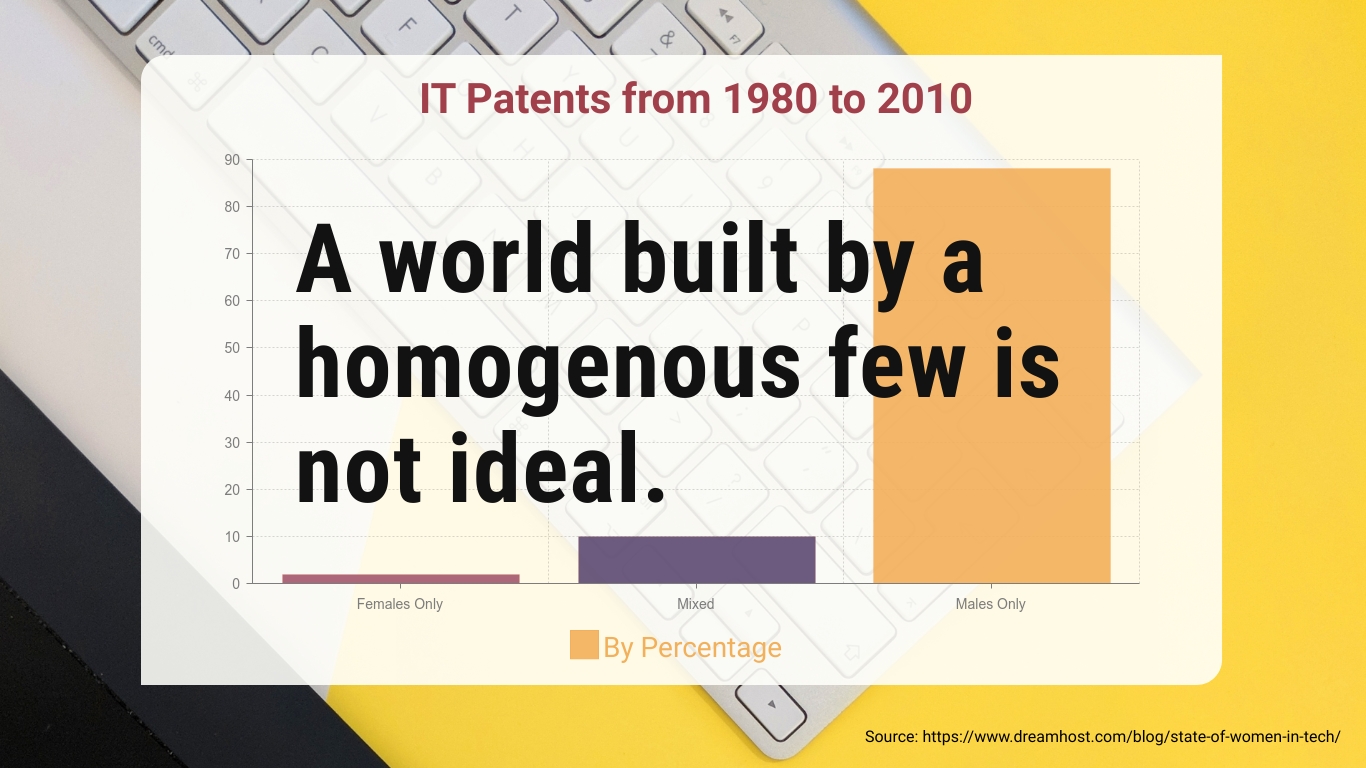 cmd
C
F
T
&
F7
IT Patents from 1980 to 2010
V
B
H
Y
U
90
80
70
60
50
40
30
20
10
0
A world built by a
homogenous few is
not ideal.
Females Only
Mixed
Males Only
By Percentage
Source: https://www.dreamhost.com/blog/state-of-women-in-tech/